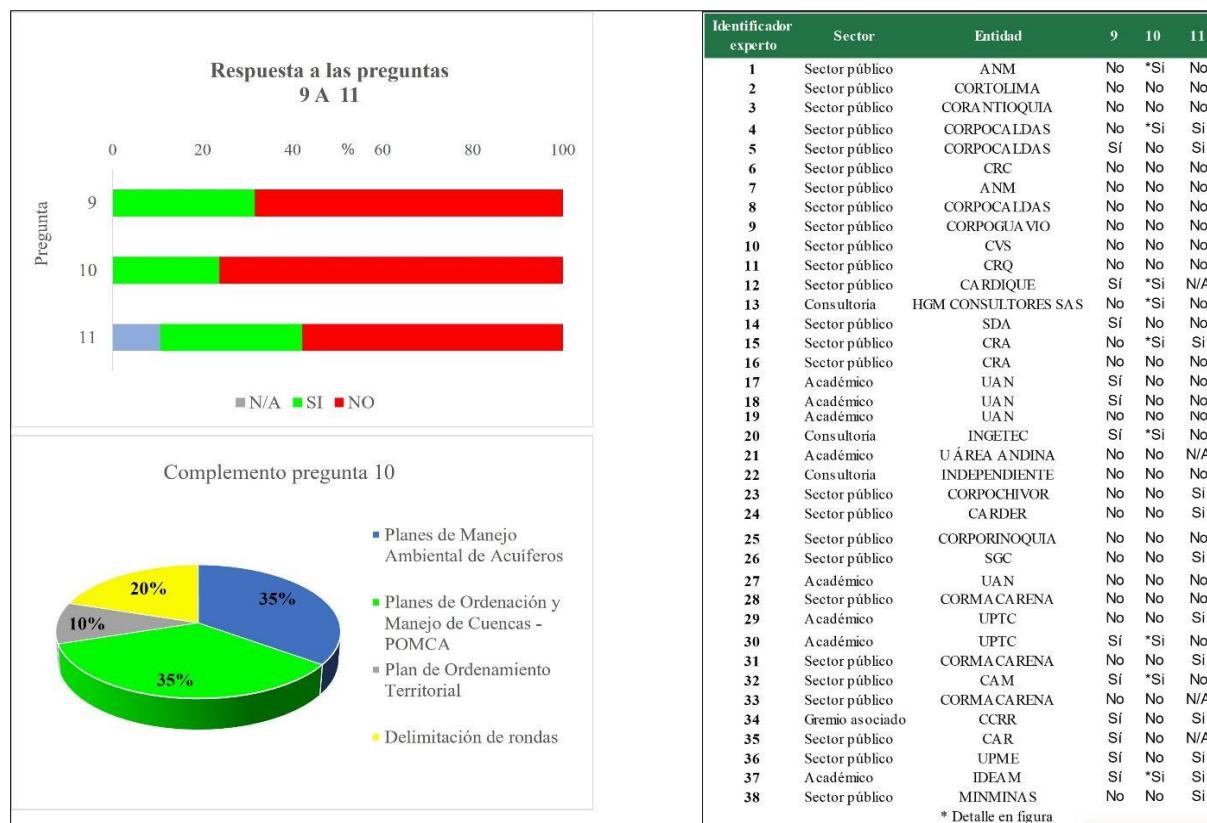 Respuesta a las preguntas
9 A 11
0 20 40 % 60 80 100
Pregunta
9
10
11
N/A SI NO
Complemento pregunta 10
20%
35%
10%
35%
Planes de Manejo
Ambiental de Acuíferos
Planes de Ordenación y
Manejo de Cuencas -
POMCA
Plan de Ordenamiento
Territorial
Delimitación de rondas
Identificador experto Sector Entidad 9 10 11
1 Sector público ANM No *Si No
2 Sector público CORTOLIMA No No No
3 Sector público CORANTIOQUIA No No No
4 Sector público CORPOCALDAS No *Si Si
5 Sector público CORPOCALDAS Sí No Si
6 Sector público CRC No No No
7 Sector público ANM No No No
8 Sector público CORPOCALDAS No No No
9 Sector público CORPOGUAVIO No No No
10 Sector público CVS No No No
11 Sector público CRQ No No No
12 Sector público CARDIQUE Sí *Si N/A
13 Consultoría HGM CONSULTORES SAS No *Si No
14 Sector público SDA Sí No No
15 Sector público CRA No *Si Si
16 Sector público CRA No No No
17 Académico UAN Sí No No
18 Académico UAN Sí No No
19 Académico UAN No No No
20 Consultoría INGETEC Sí *Si No
21 Académico U ÁREA ANDINA No No N/A
22 Consultoría INDEPENDIENTE No No No
23 Sector público CORPOCHIVOR No No Si
24 Sector público CARDER No No Si
25 Sector público CORPORINOQUIA No No No
26 Sector público SGC No No Si
27 Académico UAN No No No
28 Sector público CORMACARENA No No No
29 Académico UPTC No No Si
30 Académico UPTC Sí *Si No
31 Sector público CORMACARENA No No Si
32 Sector público CAM Sí *Si No
33 Sector público CORMACARENA No No N/A
34 Gremio asociado CCRR Sí No Si
35 Sector público CAR Sí No N/A
36 Sector público UPME Sí No Si
37 Académico IDEAM Sí *Si Si
38 Sector público MINMINAS No No Si
* Detalle en figura